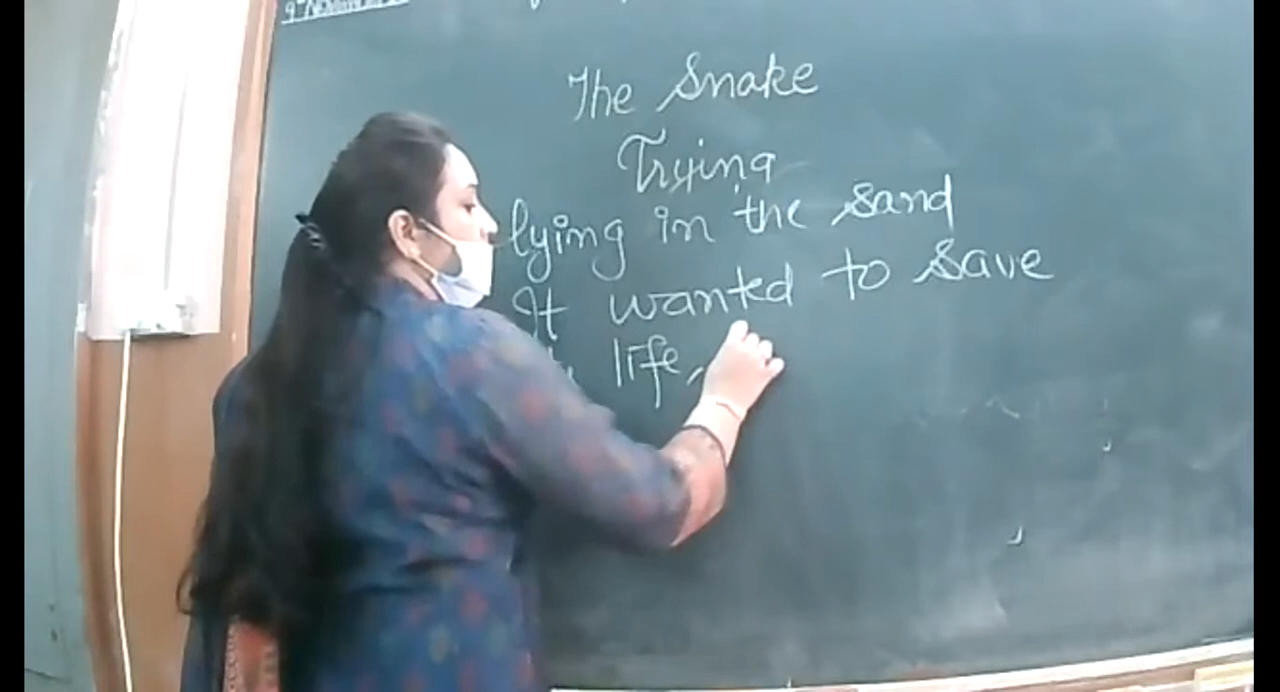 The Snake
Trying
lying in the sand
It wanted to save
life,